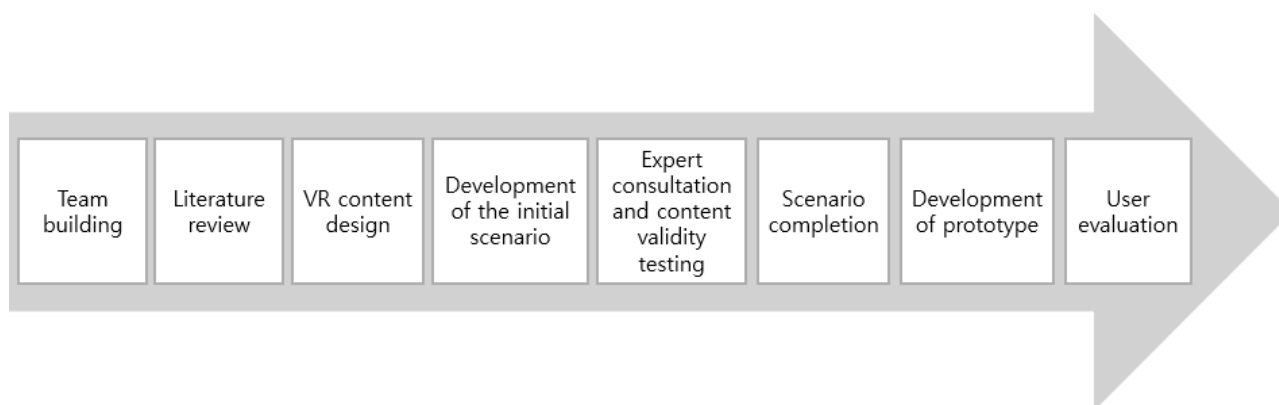 Team
building
Literature
review
VR content
design
Development
of the initial
scenario
Expert
consultation
and content
validity
testing
Scenario
completion
Development
of prototype
User
evaluation